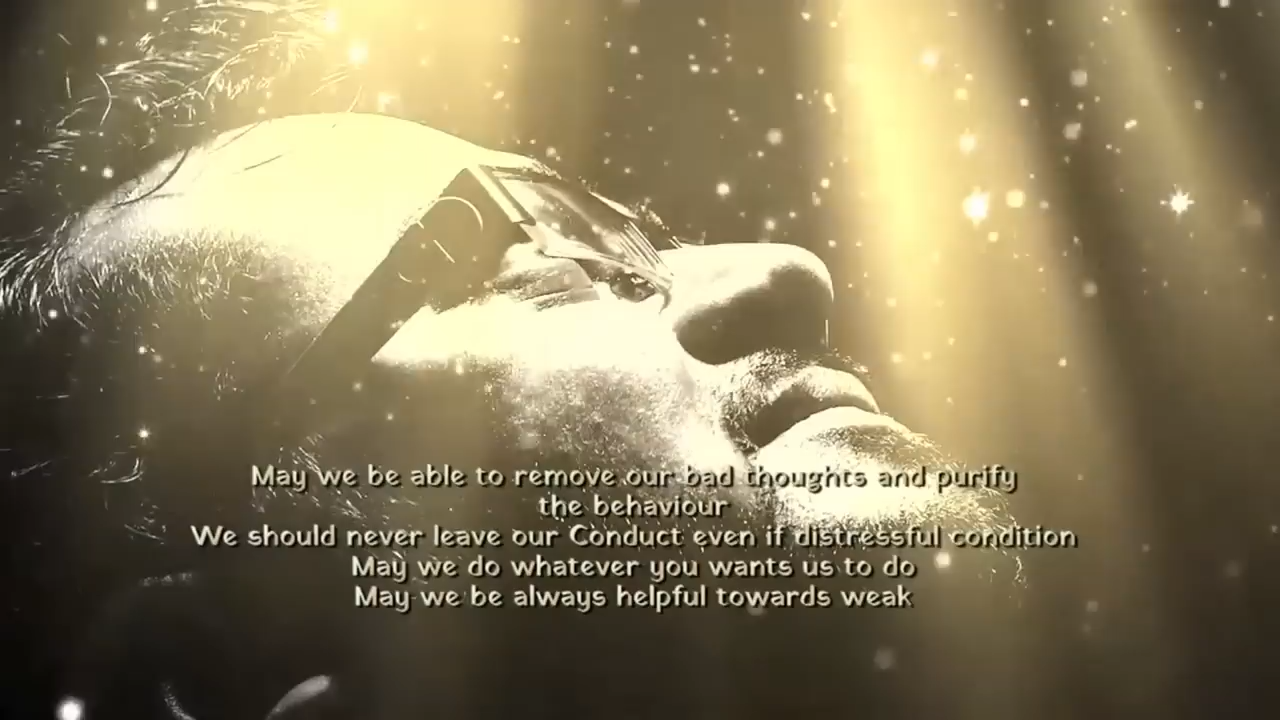 May we be able to remove our bad thoughts and purify
the behaviour
We should never leave our Conduct even if distressful condition
May we do whatever you wants us to do
May we be always helpful towards weak